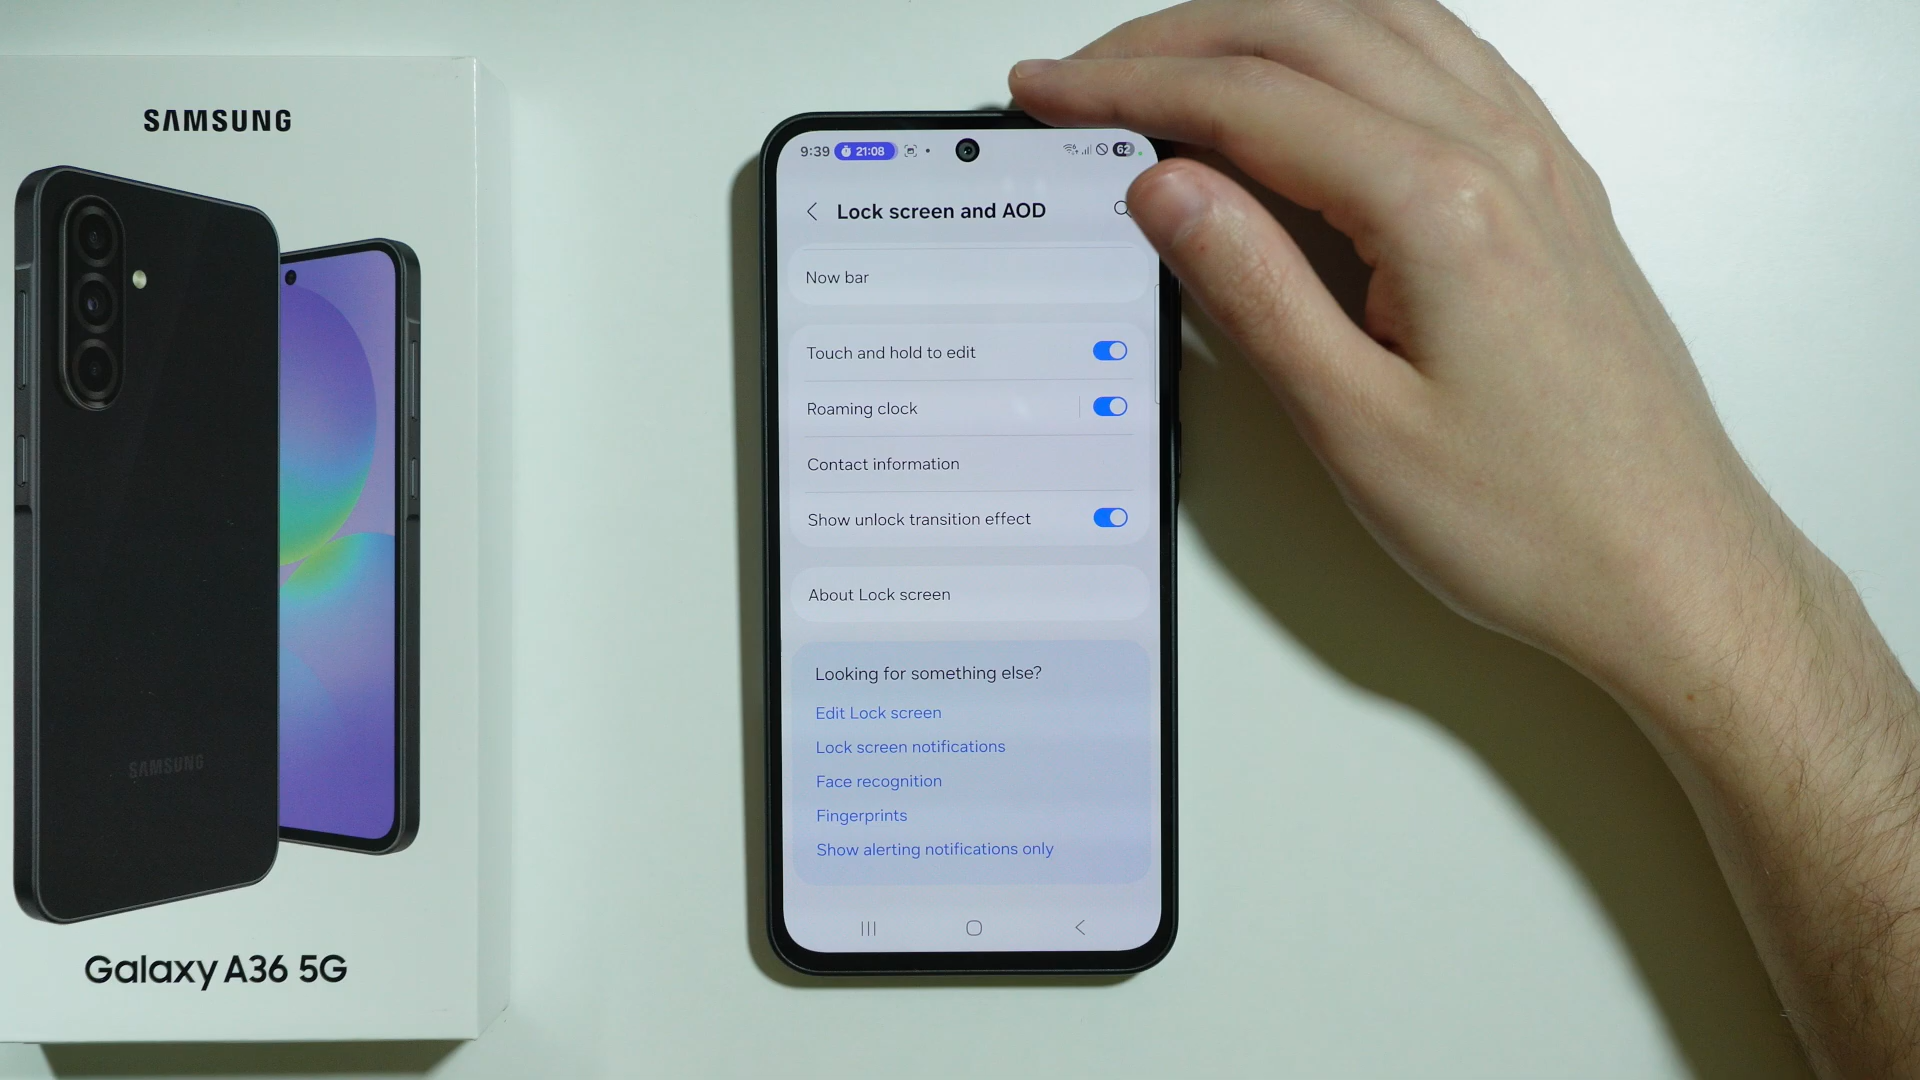 SAMSUNG
SAMSUNG
Galaxy A36 5G
9:39 21:08 62
Lock screen and AOD
Now bar
Touch and hold to edit
Roaming clock
Contact information
Show unlock transition effect
About Lock screen
Looking for something else?
Edit Lock screen
Lock screen notifications
Face recognition
Fingerprints
Show alerting notifications only